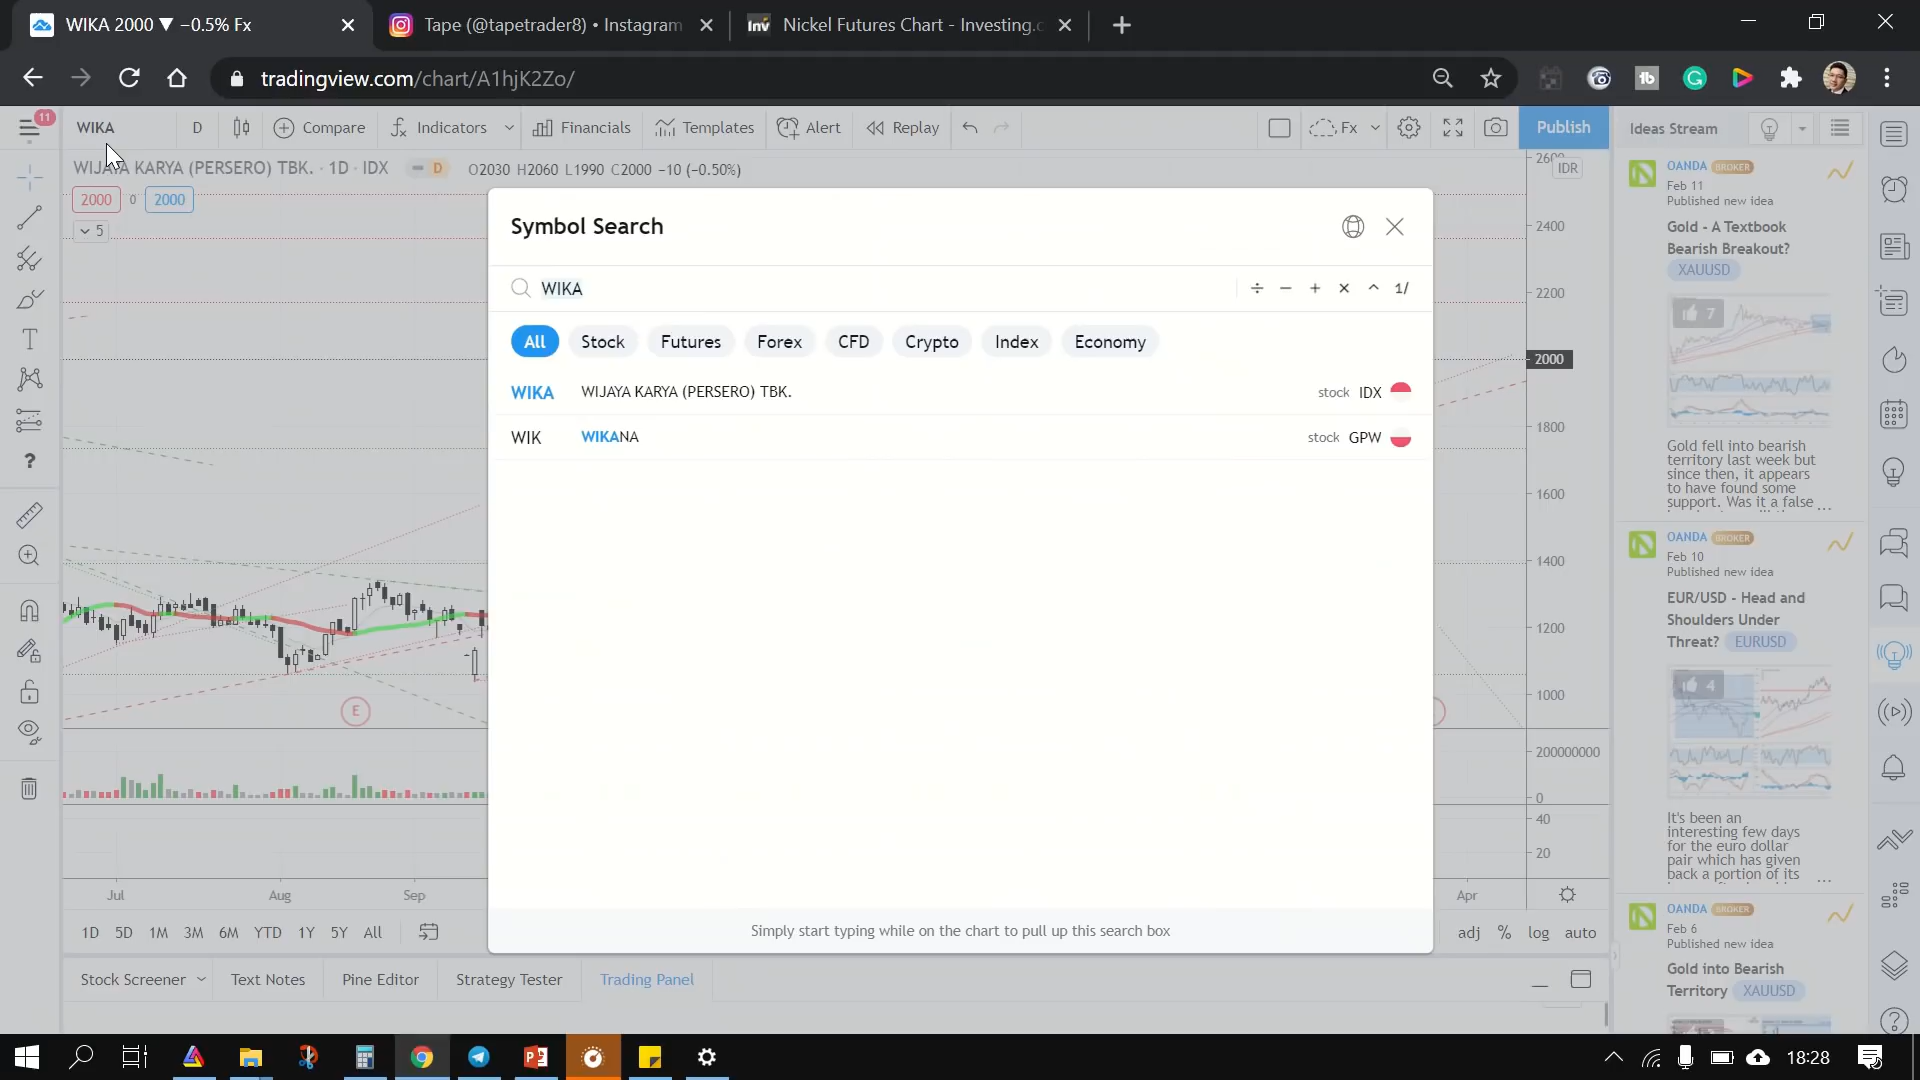 WIKA 2000 ▼ −0.5% Fx
Tape (@tapetrader8) • Instagram
Nickel Futures Chart - Investing.c
tradingview.com/chart/A1hjK2Zo/
11
WIKA
D
Compare
Indicators
Financials
Templates
Alert
Replay
Fx
Publish
Ideas Stream
WIJAYA KARYA (PERSERO) TBK. · 1D · IDX
D
O2030 H2060 L1990 C2000 −10 (−0.50%)
2000 0 2000
5
IDR
2600
2400
2200
2000
1800
1600
1400
1200
1000
200000000
0
40
20
Symbol Search
WIKA
÷ − + × ^ 1/
All
Stock
Futures
Forex
CFD
Crypto
Index
Economy
WIKA WIJAYA KARYA (PERSERO) TBK. stock IDX
WIK WIKANA stock GPW
Simply start typing while on the chart to pull up this search box
E
Jul
Aug
Sep
Apr
1D 5D 1M 3M 6M YTD 1Y 5Y All
adj % log auto
Stock Screener
Text Notes
Pine Editor
Strategy Tester
Trading Panel
OANDA BROKER
Feb 11
Published new idea
Gold - A Textbook
Bearish Breakout?
XAUUSD
7
Gold fell into bearish
territory last week but
since then, it appears
to have found some
support. Was it a false ...
OANDA BROKER
Feb 10
Published new idea
EUR/USD - Head and
Shoulders Under
Threat? EURUSD
4
It's been an
interesting few days
for the euro dollar
pair which has given
back a portion of its
OANDA BROKER
Feb 6
Published new idea
Gold into Bearish
Territory XAUUSD
18:28